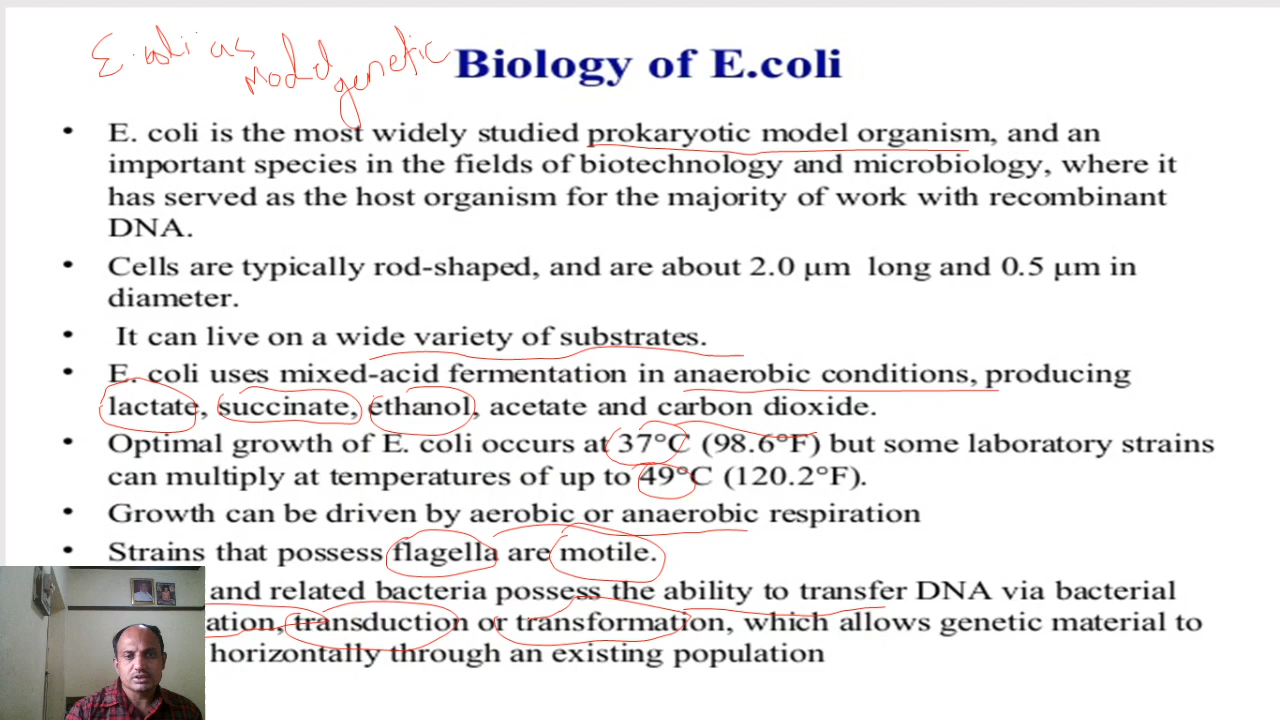 E.coli as
Model genetic
Biology of E.coli
• E. coli is the most widely studied prokaryotic model organism, and an
important species in the fields of biotechnology and microbiology, where it
has served as the host organism for the majority of work with recombinant
DNA.
• Cells are typically rod-shaped, and are about 2.0 μm long and 0.5 μm in
diameter.
• It can live on a wide variety of substrates.
• E. coli uses mixed-acid fermentation in anaerobic conditions, producing
lactate, succinate, ethanol, acetate and carbon dioxide.
• Optimal growth of E. coli occurs at 37°C (98.6°F) but some laboratory strains
can multiply at temperatures of up to 49°C (120.2°F).
• Growth can be driven by aerobic or anaerobic respiration
• Strains that possess flagella are motile.
and related bacteria possess the ability to transfer DNA via bacterial
ation, transduction or transformation, which allows genetic material to
horizontally through an existing population